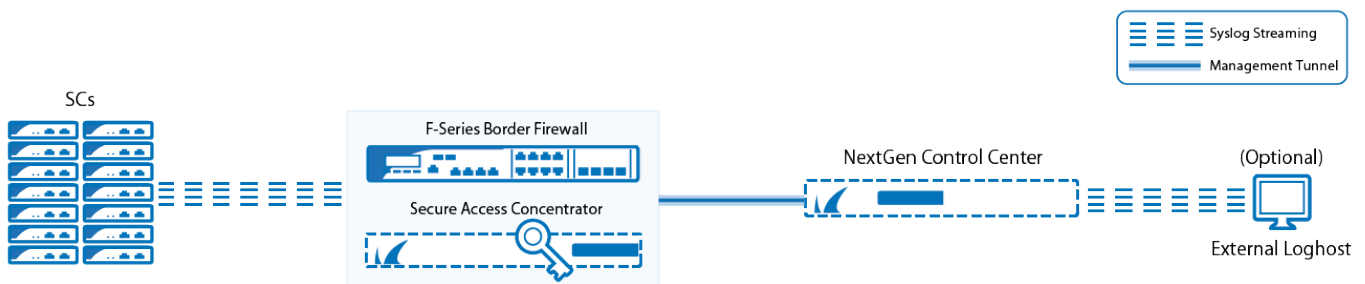 Syslog Streaming
Management Tunnel
SCs
F-Series Border Firewall
Secure Access Concentrator
NextGen Control Center
(Optional)
External Loghost